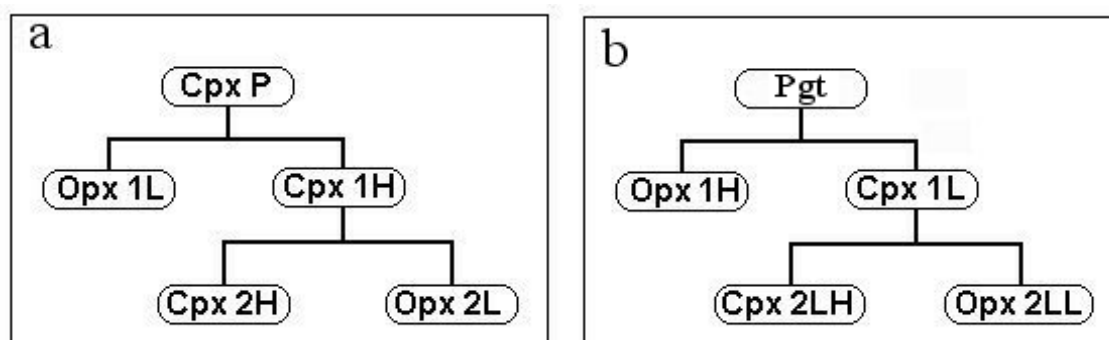 a
Cpx P
Opx 1L
Cpx 1H
Cpx 2H
Opx 2L
b
Pgt
Opx 1H
Cpx 1L
Cpx 2LH
Opx 2LL